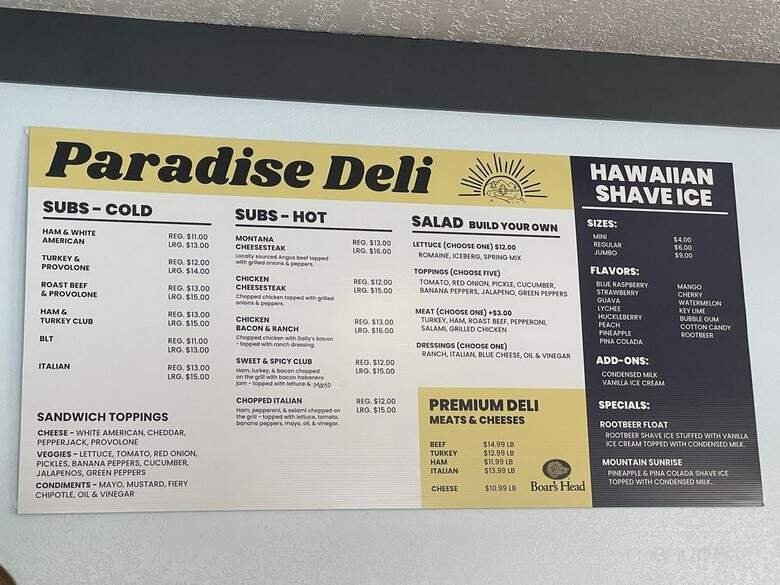 Paradise Deli
SUBS - COLD
HAM & WHITE
AMERICAN
REG. $11.00
LRG. $13.00
TURKEY &
PROVOLONE
REG. $12.00
LRG. $14.00
ROAST BEEF
& PROVOLONE
REG. $13.00
LRG. $15.00
HAM &
TURKEY CLUB
REG. $13.00
LRG. $15.00
BLT
REG. $11.00
LRG. $13.00
ITALIAN
REG. $13.00
LRG. $15.00
SANDWICH TOPPINGS
CHEESE - WHITE AMERICAN, CHEDDAR,
PEPPERJACK, PROVOLONE
VEGGIES - LETTUCE, TOMATO, RED ONION,
PICKLES, BANANA PEPPERS, CUCUMBER,
JALAPENOS, GREEN PEPPERS
CONDIMENTS - MAYO, MUSTARD, FIERY
CHIPOTLE, OIL & VINEGAR
SUBS - HOT
MONTANA
CHEESESTEAK
REG. $13.00
LRG. $16.00
Locally sourced Angus beef topped
with grilled onions & peppers.
CHICKEN
CHEESESTEAK
REG. $12.00
LRG. $15.00
Chopped chicken topped with grilled
onions & peppers.
CHICKEN
BACON & RANCH
REG. $13.00
LRG. $16.00
Chopped chicken with Daily's bacon
- topped with ranch dressing.
SWEET & SPICY CLUB
REG. $12.00
LRG. $15.00
Ham, turkey, & bacon chopped
on the grill with bacon habanero
jam - topped with lettuce & MAYO
CHOPPED ITALIAN
REG. $12.00
LRG. $15.00
Ham, pepperoni, & salami chopped on
the grill - topped with lettuce, tomato,
banana peppers, mayo, oil, & vinegar.
SALAD BUILD YOUR OWN
LETTUCE (CHOOSE ONE) $12.00
ROMAINE, ICEBERG, SPRING MIX
TOPPINGS (CHOOSE FIVE)
TOMATO, RED ONION, PICKLE, CUCUMBER,
BANANA PEPPERS, JALAPENO, GREEN PEPPERS
MEAT (CHOOSE ONE) +$3.00
TURKEY, HAM, ROAST BEEF, PEPPERONI,
SALAMI, GRILLED CHICKEN
DRESSINGS (CHOOSE ONE)
RANCH, ITALIAN, BLUE CHEESE, OIL & VINEGAR
PREMIUM DELI
MEATS & CHEESES
BEEF $14.99 LB
TURKEY $12.99 LB
HAM $11.99 LB
ITALIAN $13.99 LB
CHEESE $10.99 LB
Boar's Head
HAWAIIAN
SHAVE ICE
SIZES:
MINI $4.00
REGULAR $6.00
JUMBO $9.00
FLAVORS:
BLUE RASPBERRY
STRAWBERRY
GUAVA
LYCHEE
HUCKLEBERRY
PEACH
PINEAPPLE
PINA COLADA
MANGO
CHERRY
WATERMELON
KEY LIME
BUBBLE GUM
COTTON CANDY
ROOTBEER
ADD-ONS:
CONDENSED MILK
VANILLA ICE CREAM
SPECIALS:
ROOTBEER FLOAT
ROOTBEER SHAVE ICE STUFFED WITH VANILLA
ICE CREAM TOPPED WITH CONDENSED MILK.
MOUNTAIN SUNRISE
PINEAPPLE & PINA COLADA SHAVE ICE
TOPPED WITH CONDENSED MILK.